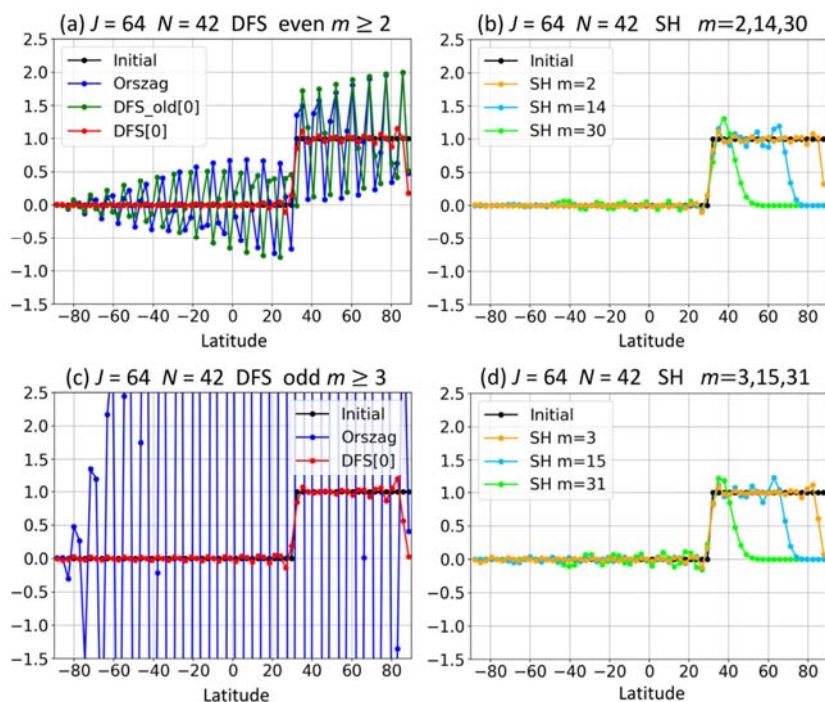 (a) J = 64 N = 42 DFS even m ≥ 2
2.5
2.0
1.5
1.0
0.5
0.0
−0.5
−1.0
−1.5
Initial
Orszag
DFS_old[0]
DFS[0]
−80 −60 −40 −20 0 20 40 60 80
Latitude
(b) J = 64 N = 42 SH m=2,14,30
2.5
2.0
1.5
1.0
0.5
0.0
−0.5
−1.0
−1.5
Initial
SH m=2
SH m=14
SH m=30
−80 −60 −40 −20 0 20 40 60 80
Latitude
(c) J = 64 N = 42 DFS odd m ≥ 3
2.5
2.0
1.5
1.0
0.5
0.0
−0.5
−1.0
−1.5
Initial
Orszag
DFS[0]
−80 −60 −40 −20 0 20 40 60 80
Latitude
(d) J = 64 N = 42 SH m=3,15,31
2.5
2.0
1.5
1.0
0.5
0.0
−0.5
−1.0
−1.5
Initial
SH m=3
SH m=15
SH m=31
−80 −60 −40 −20 0 20 40 60 80
Latitude